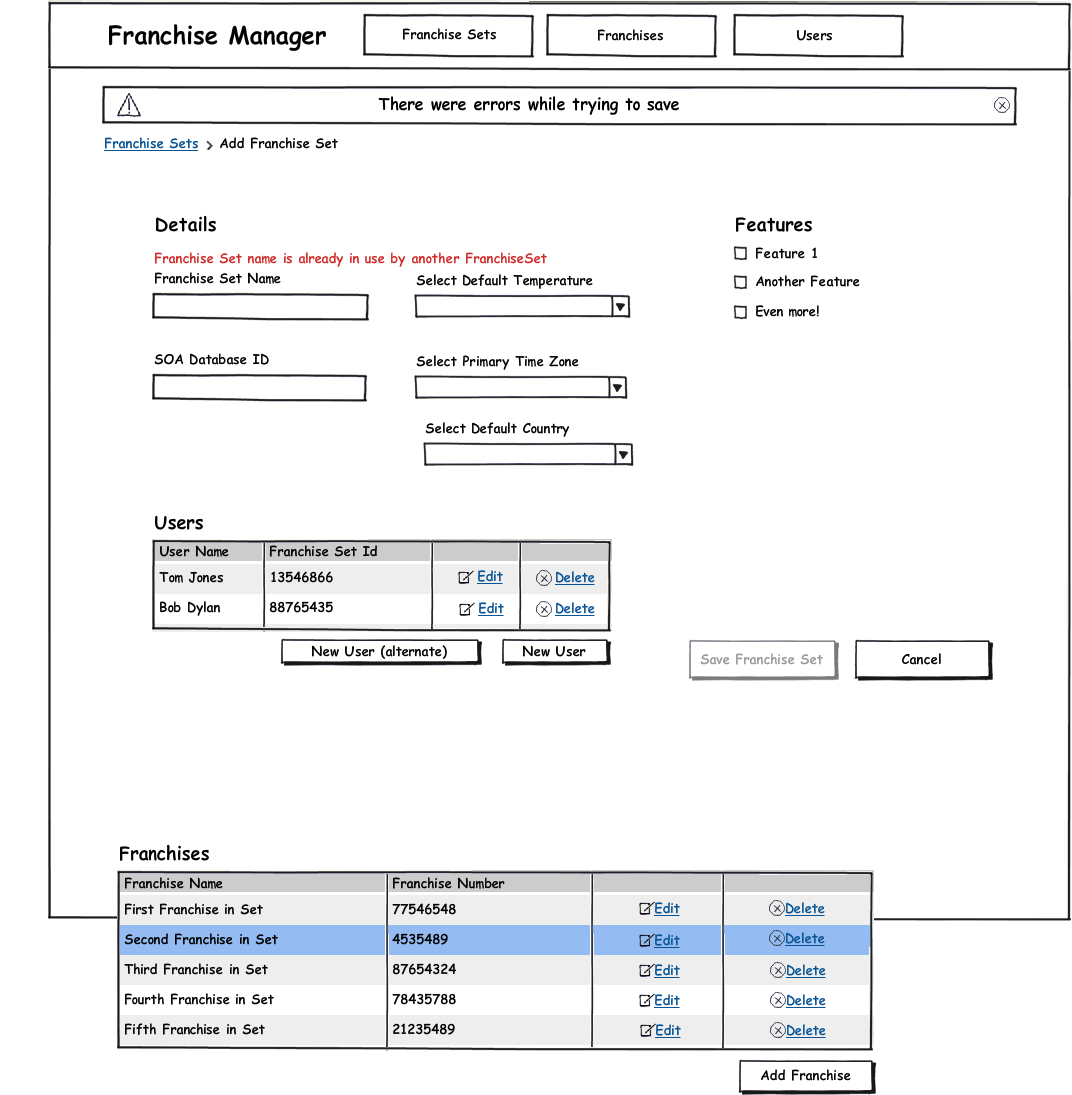 Franchise Manager
Franchise Sets
Franchises
Users
There were errors while trying to save
Franchise Sets > Add Franchise Set
Details
Features
Franchise Set name is already in use by another FranchiseSet
Feature 1
Franchise Set Name
Select Default Temperature
Another Feature
Even more!
SOA Database ID
Select Primary Time Zone
Select Default Country
Users
User Name Franchise Set Id
Tom Jones 13546866 Edit Delete
Bob Dylan 88765435 Edit Delete
New User (alternate)
New User
Save Franchise Set
Cancel
Franchises
Franchise Name Franchise Number
First Franchise in Set 77546548 Edit Delete
Second Franchise in Set 4535489 Edit Delete
Third Franchise in Set 87654324 Edit Delete
Fourth Franchise in Set 78435788 Edit Delete
Fifth Franchise in Set 21235489 Edit Delete
Add Franchise